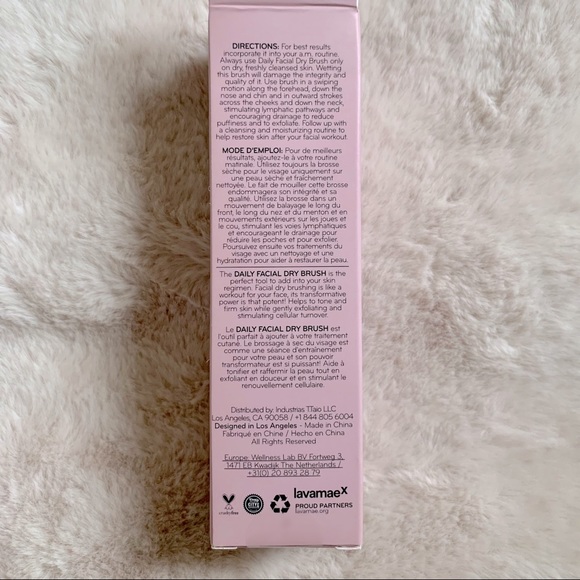 DIRECTIONS: For best results
incorporate it into your a.m. routine.
Always use Daily Facial Dry Brush only
on dry, freshly cleansed skin. Wetting
this brush will damage the integrity and
quality of it. Use brush in a swiping
motion along the forehead, down the
nose and chin and in outward strokes
across the cheeks and down the neck,
stimulating lymphatic pathways and
encouraging drainage to reduce
puffiness and to exfoliate. Follow up with
a cleansing and moisturizing routine to
help restore skin after your facial workout.
MODE D'EMPLOI: Pour de meilleurs
résultats, ajoutez-le à votre routine
matinale. Utilisez toujours la brosse
sèche pour le visage uniquement sur
une peau sèche et fraîchement
nettoyée. Le fait de mouiller cette brosse
endommagera son intégrité et sa
qualité. Utilisez la brosse dans un
mouvement de balayage le long du
front, le long du nez et du menton et en
mouvements extérieurs sur les joues et
le cou, stimulant les voies lymphatiques
et encourageant le drainage pour
réduire les poches et pour exfolier.
Poursuivez ensuite vos traitements du
visage avec un nettoyage et une
hydratation pour aider à restaurer la peau.
The DAILY FACIAL DRY BRUSH is the
perfect tool to add into your skin
regimen. Facial dry brushing is like a
workout for your face, its transformative
power is that potent! Helps to tone and
firm skin while gently exfoliating and
stimulating cellular turnover.
Le DAILY FACIAL DRY BRUSH est
l'outil parfait à ajouter à votre traitement
cutané. Le brossage à sec du visage est
comme une séance d'entraînement
pour votre peau et son pouvoir
transformateur est si puissant! Aide à
tonifier et raffermir la peau tout en
exfoliant en douceur et en stimulant le
renouvellement cellulaire.
Distributed by: Industrias TTao LLC
Los Angeles, CA 90058 / +1 844 805 6004
Designed in Los Angeles - Made in China
Fabriqué en Chine / Hecho en China
All Rights Reserved
Europe: Wellness Lab BV Fortweg 3,
1471 EB Kwadijk The Netherlands /
+31(0) 20 893 28 79
lavamaex
PROUD PARTNERS
lavamae.org